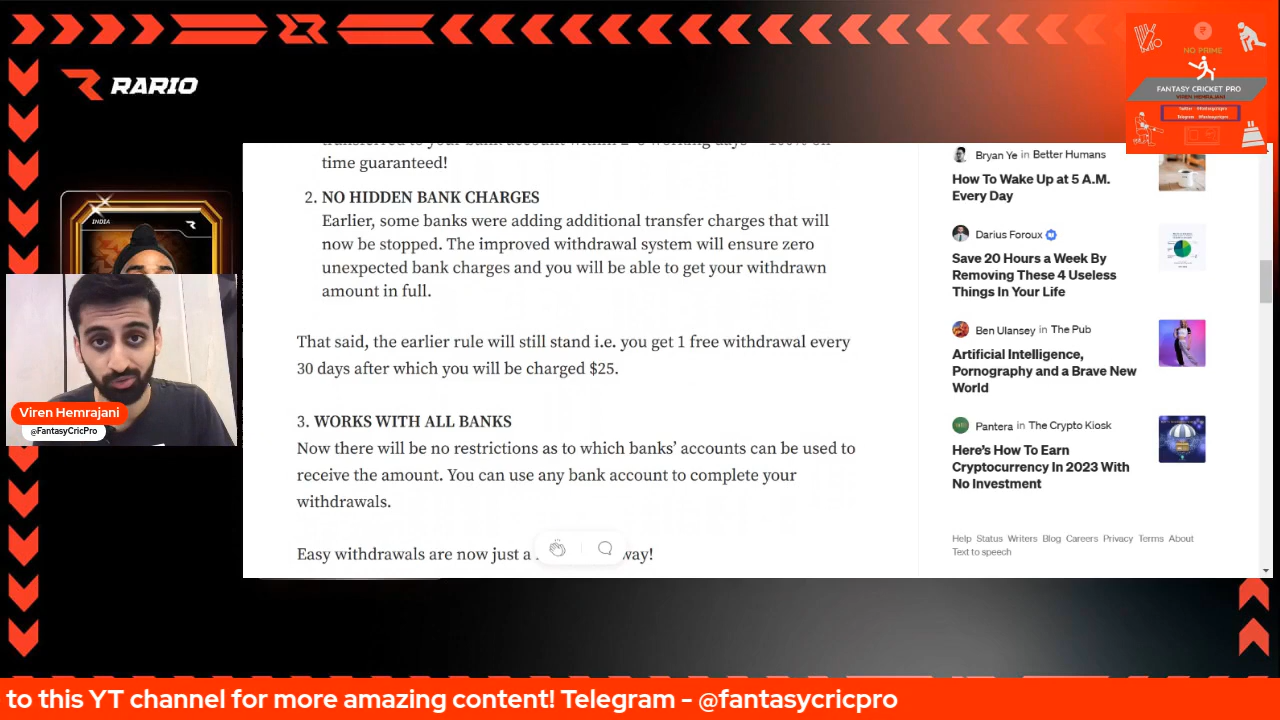 RARIO
NO PRIME
FANTASY CRICKET PRO
VIREN HEMRAJANI
INDIA
time guaranteed!
2. NO HIDDEN BANK CHARGES
Earlier, some banks were adding additional transfer charges that will
now be stopped. The improved withdrawal system will ensure zero
unexpected bank charges and you will be able to get your withdrawn
amount in full.
That said, the earlier rule will still stand i.e. you get 1 free withdrawal every
30 days after which you will be charged $25.
3. WORKS WITH ALL BANKS
Now there will be no restrictions as to which banks’ accounts can be used to
receive the amount. You can use any bank account to complete your
withdrawals.
Easy withdrawals are now just a way!
Bryan Ye in Better Humans
How To Wake Up at 5 A.M.
Every Day
Darius Foroux
Save 20 Hours a Week By
Removing These 4 Useless
Things In Your Life
Ben Ulansey in The Pub
Artificial Intelligence,
Pornography and a Brave New
World
Pantera in The Crypto Kiosk
Here’s How To Earn
Cryptocurrency In 2023 With
No Investment
Help Status Writers Blog Careers Privacy Terms About
Text to speech
Viren Hemrajani
@FantasyCricPro
to this YT channel for more amazing content! Telegram - @fantasycricpro